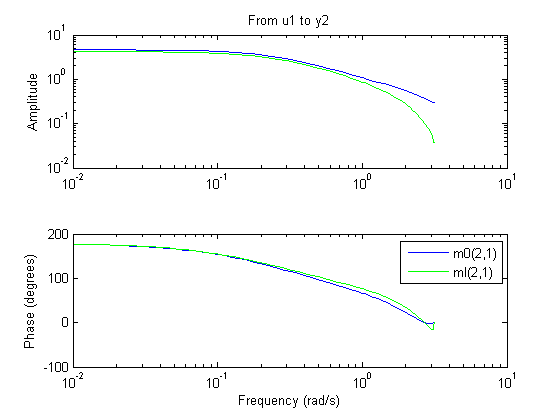 From u1 to y2
Amplitude
10^1
10^0
10^-1
10^-2
10^-2 10^-1 10^0 10^1
Phase (degrees)
200
100
0
-100
m0(2,1)
ml(2,1)
10^-2 10^-1 10^0 10^1
Frequency (rad/s)